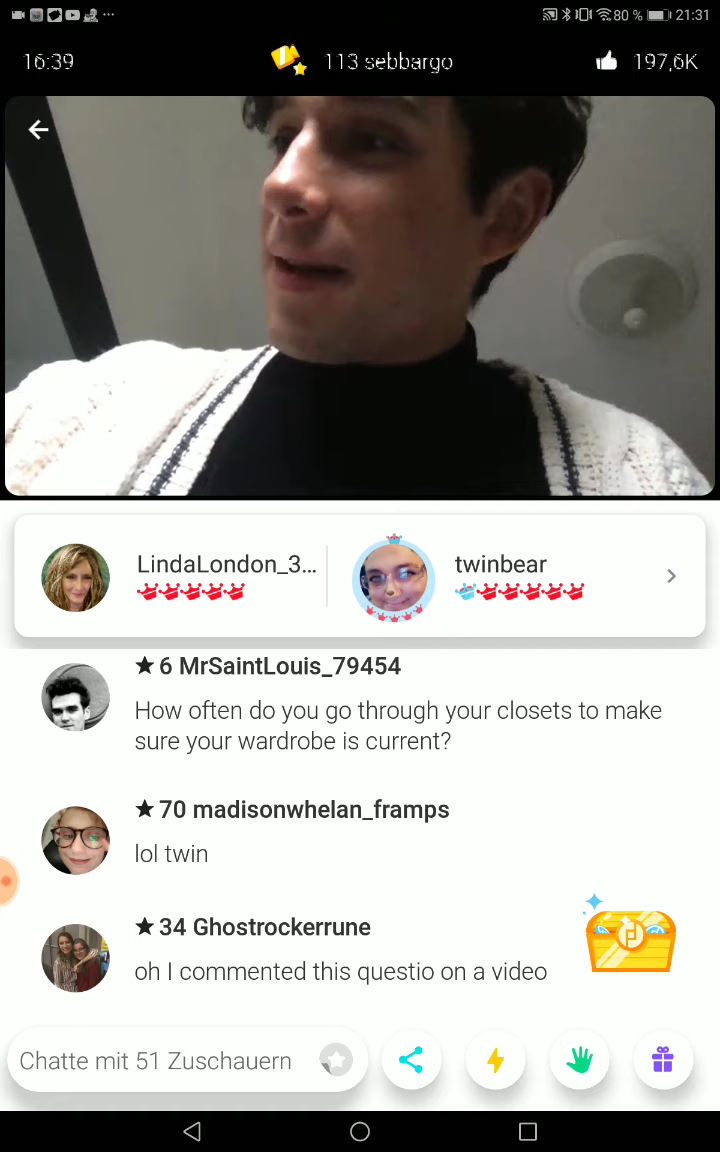 80 % 21:31
16:39 113 sebbargo 197,6K
LindaLondon_3... twinbear
★ 6 MrSaintLouis_79454
How often do you go through your closets to make
sure your wardrobe is current?
★ 70 madisonwhelan_framps
lol twin
★ 34 Ghostrockerrune
oh I commented this questio on a video
Chatte mit 51 Zuschauern